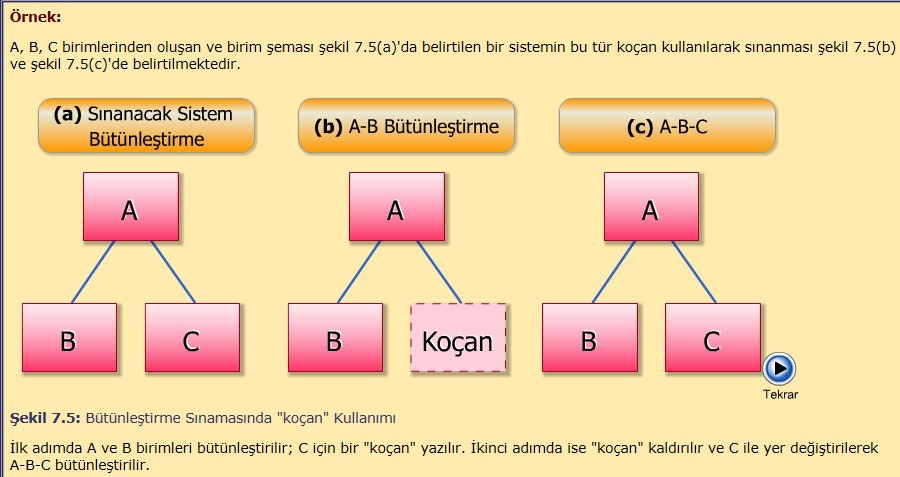 Örnek:
A, B, C birimlerinden oluşan ve birim şeması şekil 7.5(a)'da belirtilen bir sistemin bu tür koçan kullanılarak sınanması şekil 7.5(b)
ve şekil 7.5(c)'de belirtilmektedir.
(a) Sınanacak Sistem
Bütünleştirme
(b) A-B Bütünleştirme
(c) A-B-C
A
A
A
B
C
B
Koçan
B
C
Tekrar
Şekil 7.5: Bütünleştirme Sınamasında "koçan" Kullanımı
İlk adımda A ve B birimleri bütünleştirilir; C için bir "koçan" yazılır. İkinci adımda ise "koçan" kaldırılır ve C ile yer değiştirilerek
A-B-C bütünleştirilir.